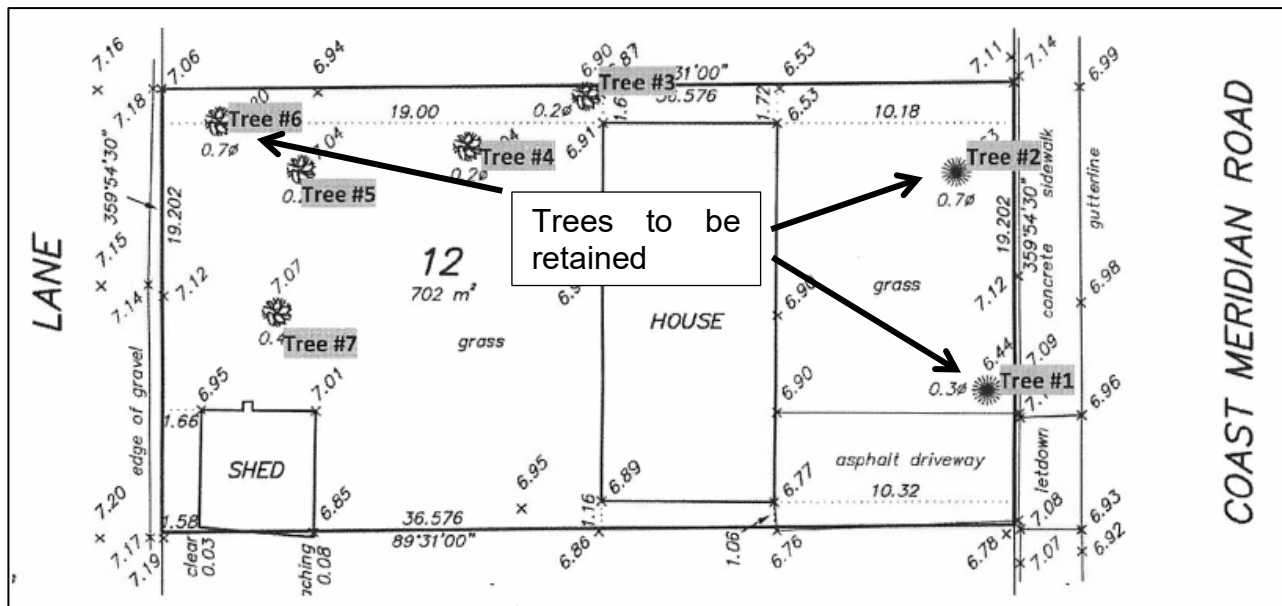 7.16
7.06
6.94
6.90
6.87
6.53
7.11
7.14
6.99
31'00"
36.576
7.18
Tree #6
Tree #3
0.2ø
19.00
6.91
1.72
6.53
10.18
0.7ø
7.04
Tree #4
0.2ø
Tree #5
Tree #2
0.7ø
359°54'30"
19.202
Trees to be
retained
19.202
359°54'30"
concrete sidewalk
gutterline
LANE
COAST MERIDIAN ROAD
7.15
7.14
7.12
7.07
12
702 m²
6.90
grass
7.12
6.98
Tree #7
grass
HOUSE
6.44
7.09
0.3ø
Tree #1
edge of gravel
6.95
7.01
6.90
6.96
1.66
SHED
asphalt driveway
letdown
7.20
6.95
6.89
6.77
10.32
1.58
6.85
36.576
1.16
7.08
6.93
7.17
89°31'00"
6.86
1.06
6.76
6.78
7.07
6.92
7.19
clear
0.03
aching
0.08